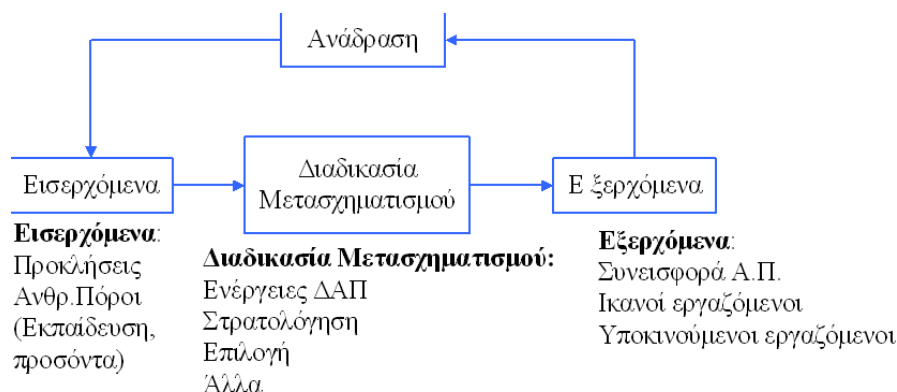 Ανάδραση
Εισερχόμενα
Διαδικασία
Μετασχηματισμού
Ε ξερχόμενα
Εισερχόμενα:
Προκλήσεις
Ανθρ.Πόροι
(Εκπαίδευση,
προσόντα)
Διαδικασία Μετασχηματισμού:
Ενέργειες ΔΑΠ
Στρατολόγηση
Επιλογή
Άλλα
Εξερχόμενα:
Συνεισφορά Α.Π.
Ικανοί εργαζόμενοι
Υποκινούμενοι εργαζόμενοι